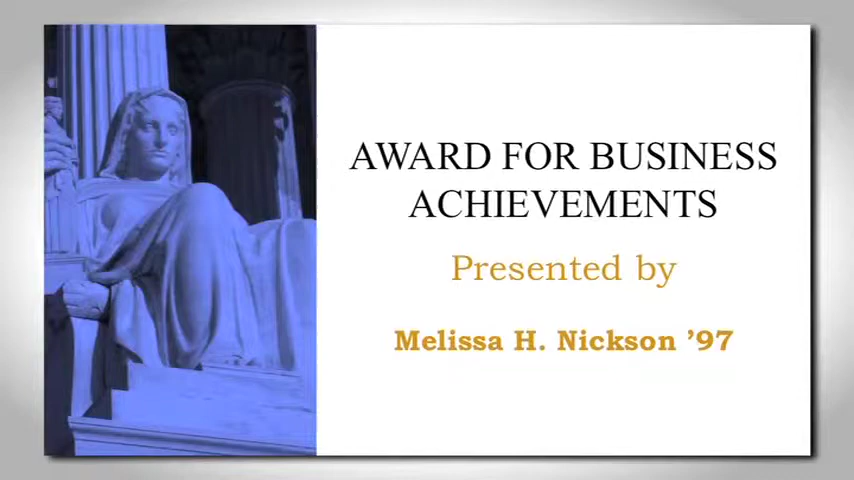 AWARD FOR BUSINESS
ACHIEVEMENTS
Presented by
Melissa H. Nickson ’97